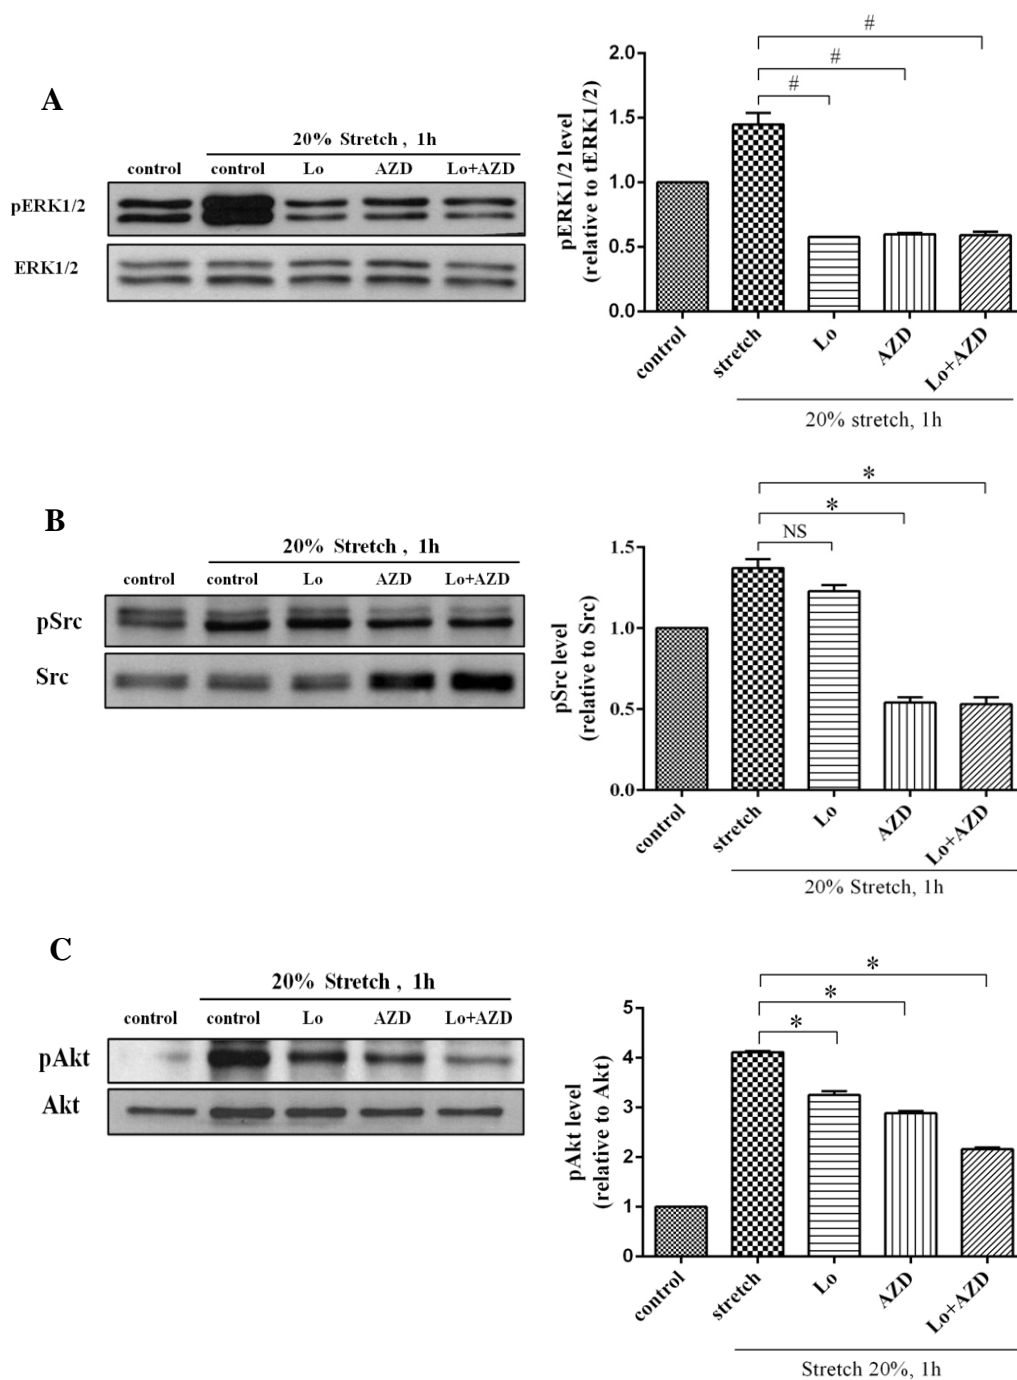 A
20% Stretch , 1h
control control Lo AZD Lo+AZD
pERK1/2
ERK1/2
pERK1/2 level
(relative to tERK1/2)
2.0
1.5
1.0
0.5
0.0
# 
#
#
control stretch Lo AZD Lo+AZD
20% stretch, 1h
B
20% Stretch , 1h
control control Lo AZD Lo+AZD
pSrc
Src
pSrc level
(relative to Src)
1.5
1.0
0.5
0.0
*
*
NS
control stretch Lo AZD Lo+AZD
20% Stretch, 1h
C
20% Stretch , 1h
control control Lo AZD Lo+AZD
pAkt
Akt
pAkt level
(relative to Akt)
5
4
3
2
1
0
*
*
*
control stretch Lo AZD Lo+AZD
Stretch 20%, 1h